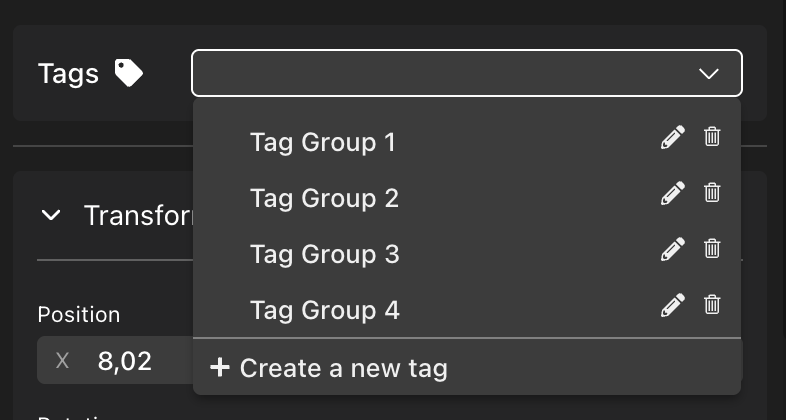 Tags
Tag Group 1
Tag Group 2
Transfor
Tag Group 3
Tag Group 4
Position
X 8,02
+ Create a new tag